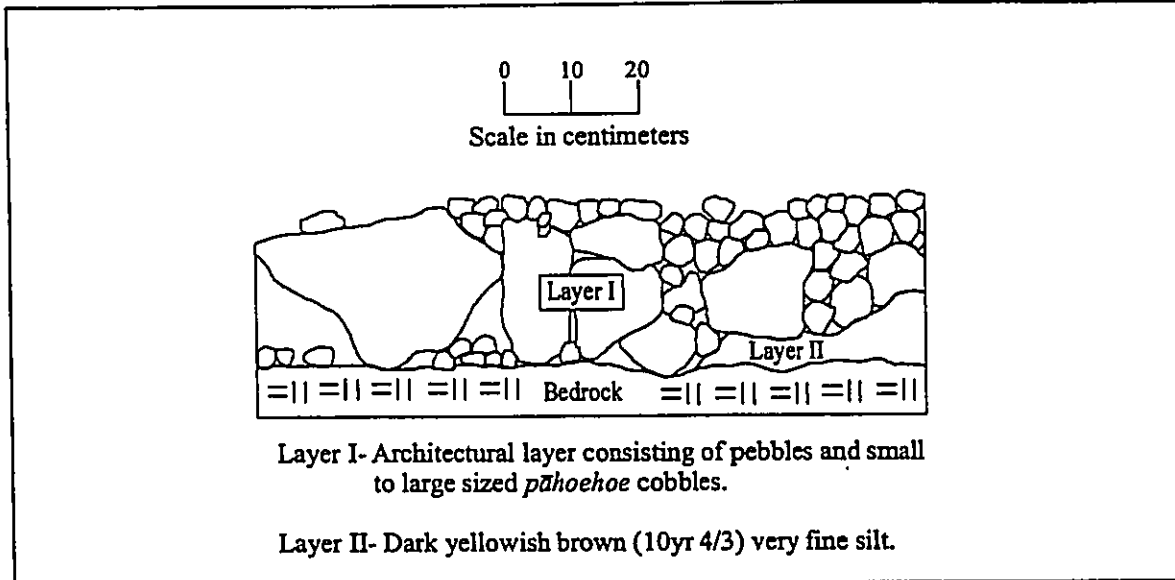 0 10 20
Scale in centimeters
Layer I
Layer II
Bedrock
Layer I- Architectural layer consisting of pebbles and small
to large sized pāhoehoe cobbles.
Layer II- Dark yellowish brown (10yr 4/3) very fine silt.